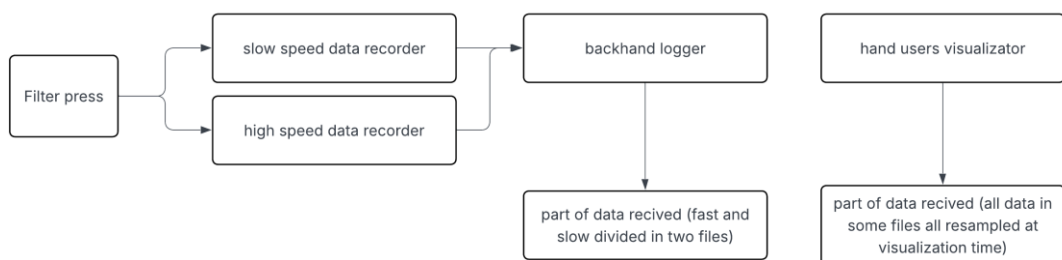 slow speed data recorder
backhand logger
hand users visualizator
Filter press
high speed data recorder
part of data recived (fast and
slow divided in two files)
part of data recived (all data in
some files all resampled at
visualization time)